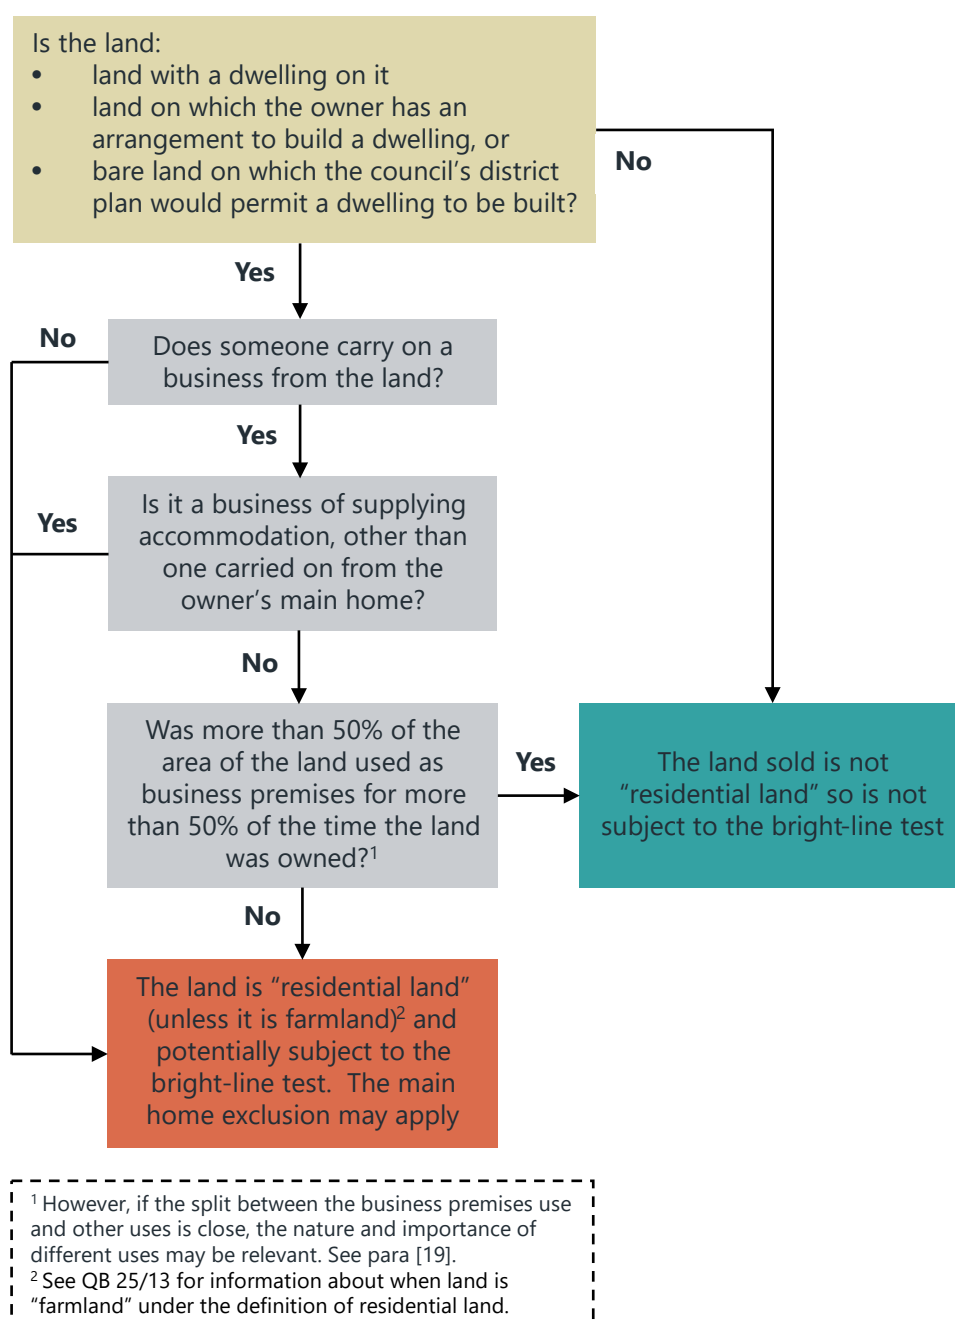 Is the land:
• land with a dwelling on it
• land on which the owner has an
arrangement to build a dwelling, or
• bare land on which the council’s district
plan would permit a dwelling to be built?
No
Yes
No
Does someone carry on a
business from the land?
Yes
Yes
Is it a business of supplying
accommodation, other than
one carried on from the
owner’s main home?
No
Was more than 50% of the
area of the land used as
business premises for more
than 50% of the time the land
was owned?¹
Yes
The land sold is not
“residential land” so is not
subject to the bright-line test
No
The land is “residential land”
(unless it is farmland)² and
potentially subject to the
bright-line test.  The main
home exclusion may apply
¹ However, if the split between the business premises use
and other uses is close, the nature and importance of
different uses may be relevant. See para [19].
² See QB 25/13 for information about when land is
“farmland” under the definition of residential land.